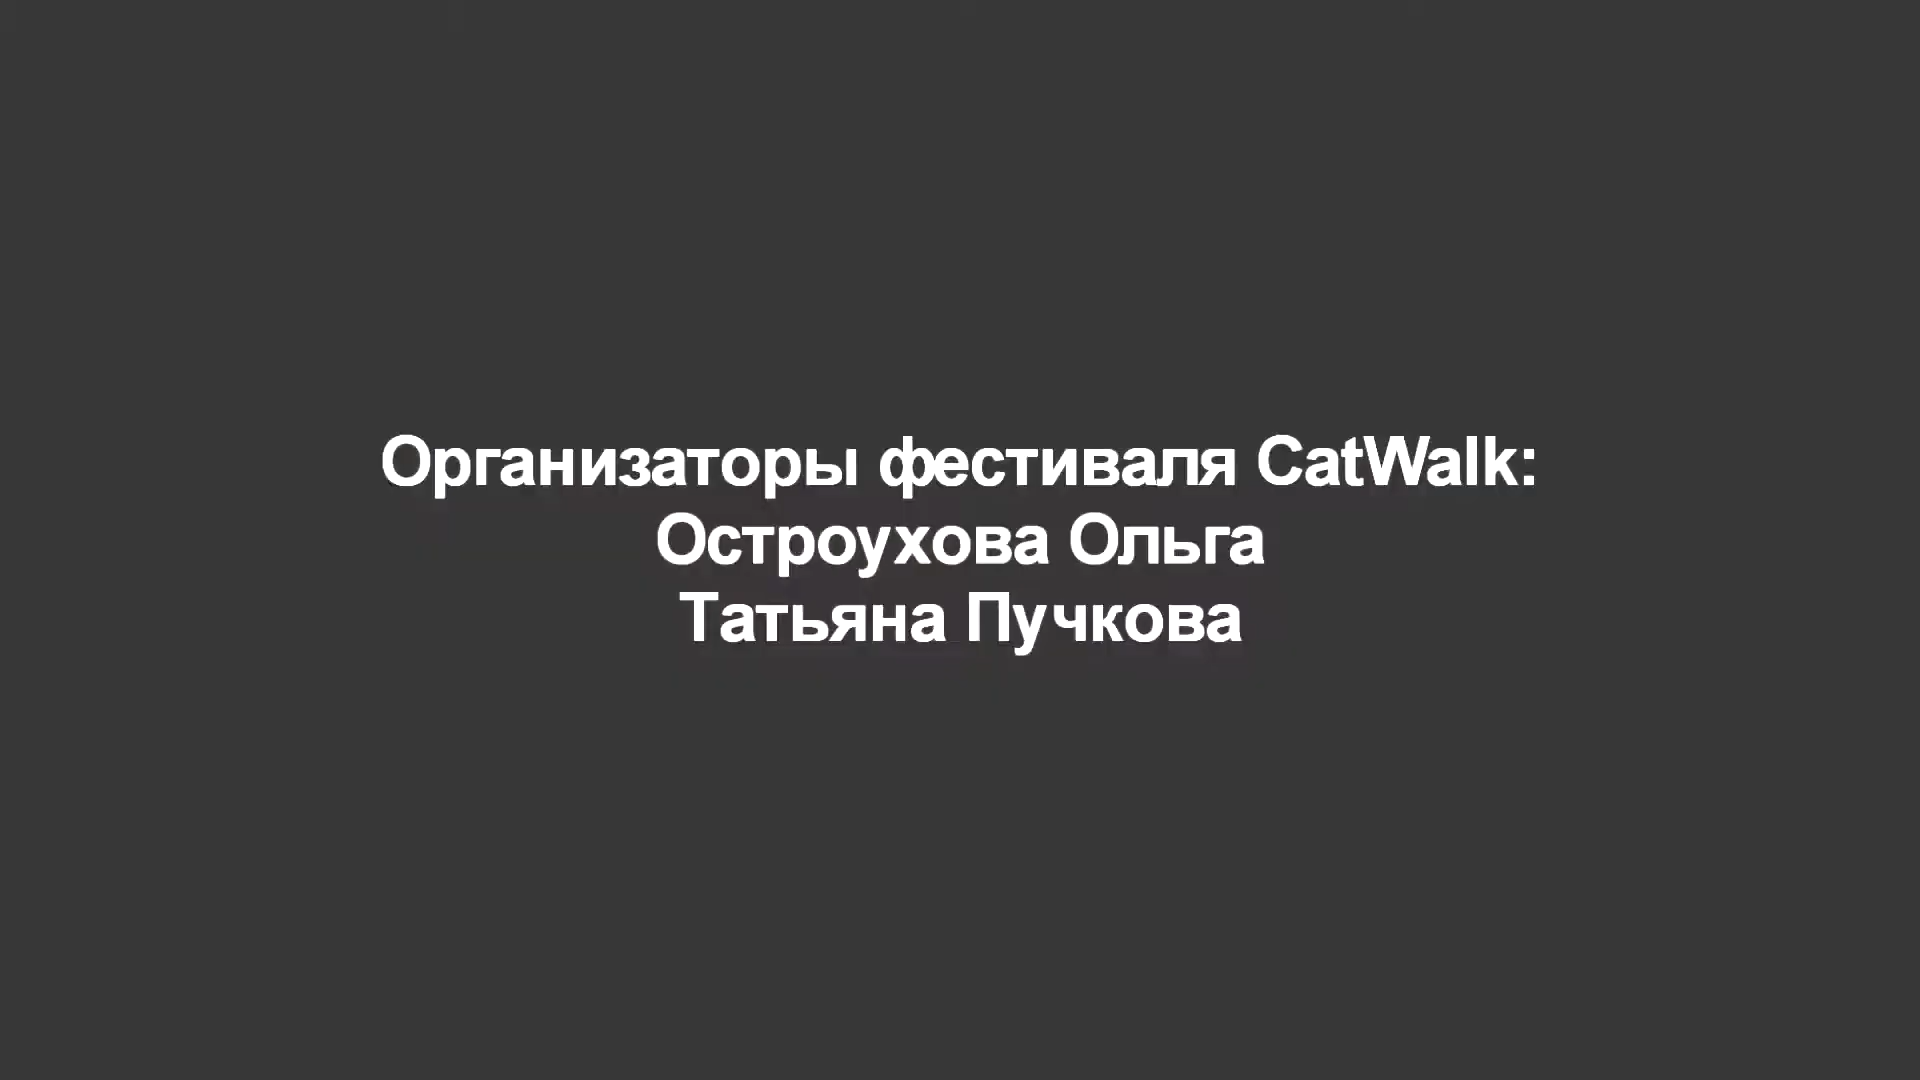 Организаторы фестиваля CatWalk:
Остроухова Ольга
Татьяна Пучкова